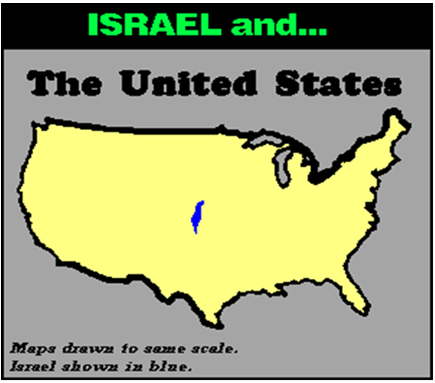 ISRAEL and...
The United States
Maps drawn to same scale.
Israel shown in blue.